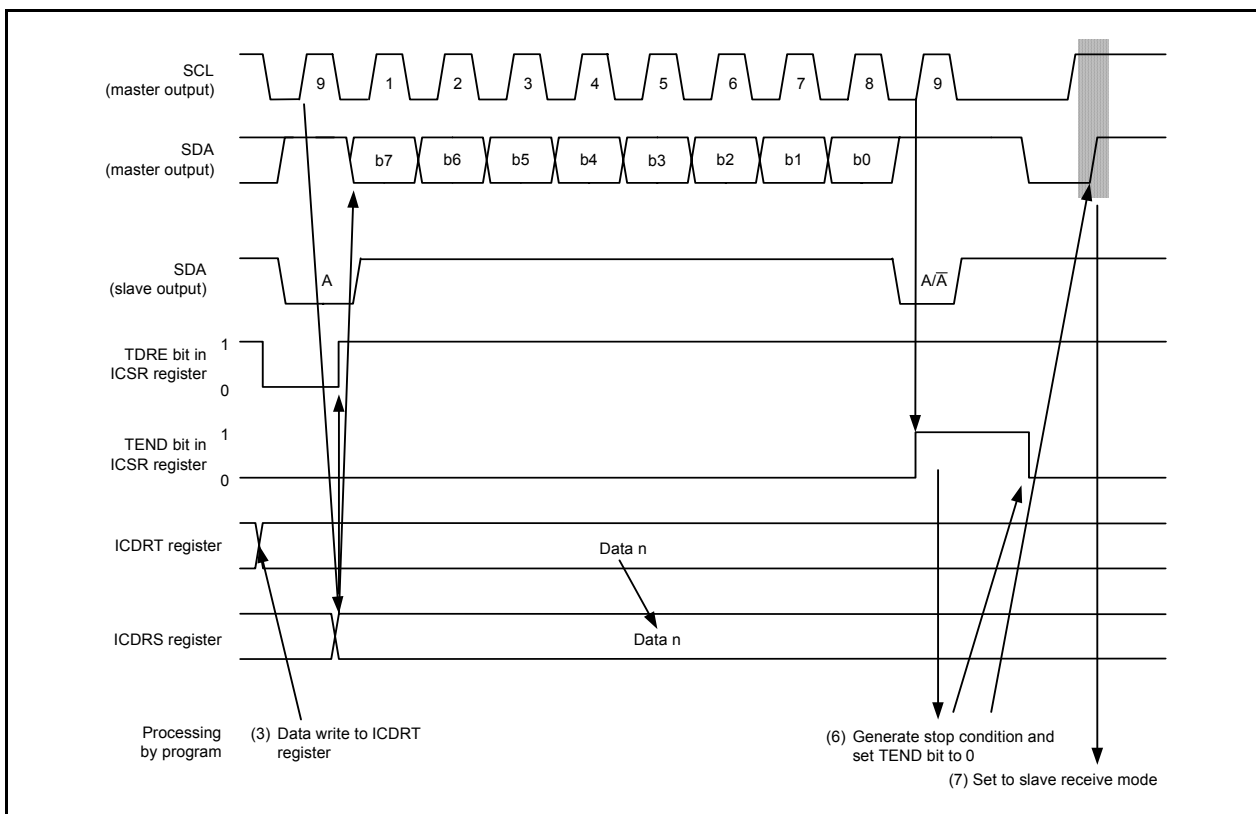 SCL
(master output)
9 1 2 3 4 5 6 7 8 9
SDA
(master output)
b7 b6 b5 b4 b3 b2 b1 b0
SDA
(slave output)
A A/A̅
TDRE bit in
ICSR register
1
0
TEND bit in
ICSR register
1
0
ICDRT register
Data n
ICDRS register
Data n
Processing
by program
(3) Data write to ICDRT
register
(6) Generate stop condition and
set TEND bit to 0
(7) Set to slave receive mode